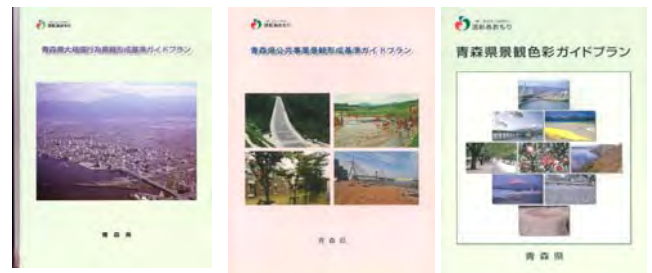 青森県大規模行為景観形成基準ガイドプラン
青森県
青森県公共事業景観形成基準ガイドプラン
青森県
青森県景観色彩ガイドプラン
青森県